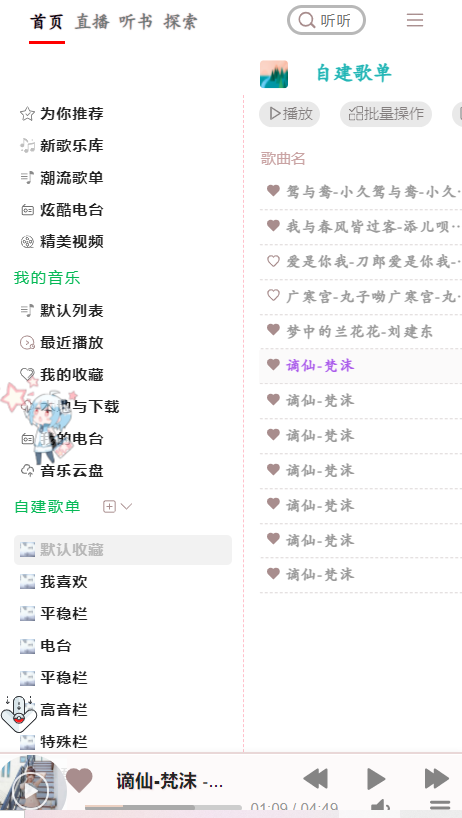 首页 直播 听书 探索
听听
自建歌单
播放 批量操作
为你推荐
新歌乐库
潮流歌单
炫酷电台
精美视频
我的音乐
默认列表
最近播放
我的收藏
地与下载
的电台
音乐云盘
自建歌单
默认收藏
我喜欢
平稳栏
电台
平稳栏
高音栏
特殊栏
歌曲名
鸳与鸯-小久鸳与鸯-小久··
我与春风皆过客-添儿呗··
爱是你我-刀郎爱是你我-··
广寒宫-丸子呦广寒宫-丸··
梦中的兰花花-刘建东
谪仙-梵沫
谪仙-梵沫
谪仙-梵沫
谪仙-梵沫
谪仙-梵沫
谪仙-梵沫
谪仙-梵沫
谪仙-梵沫 -...
01:09 / 04:49